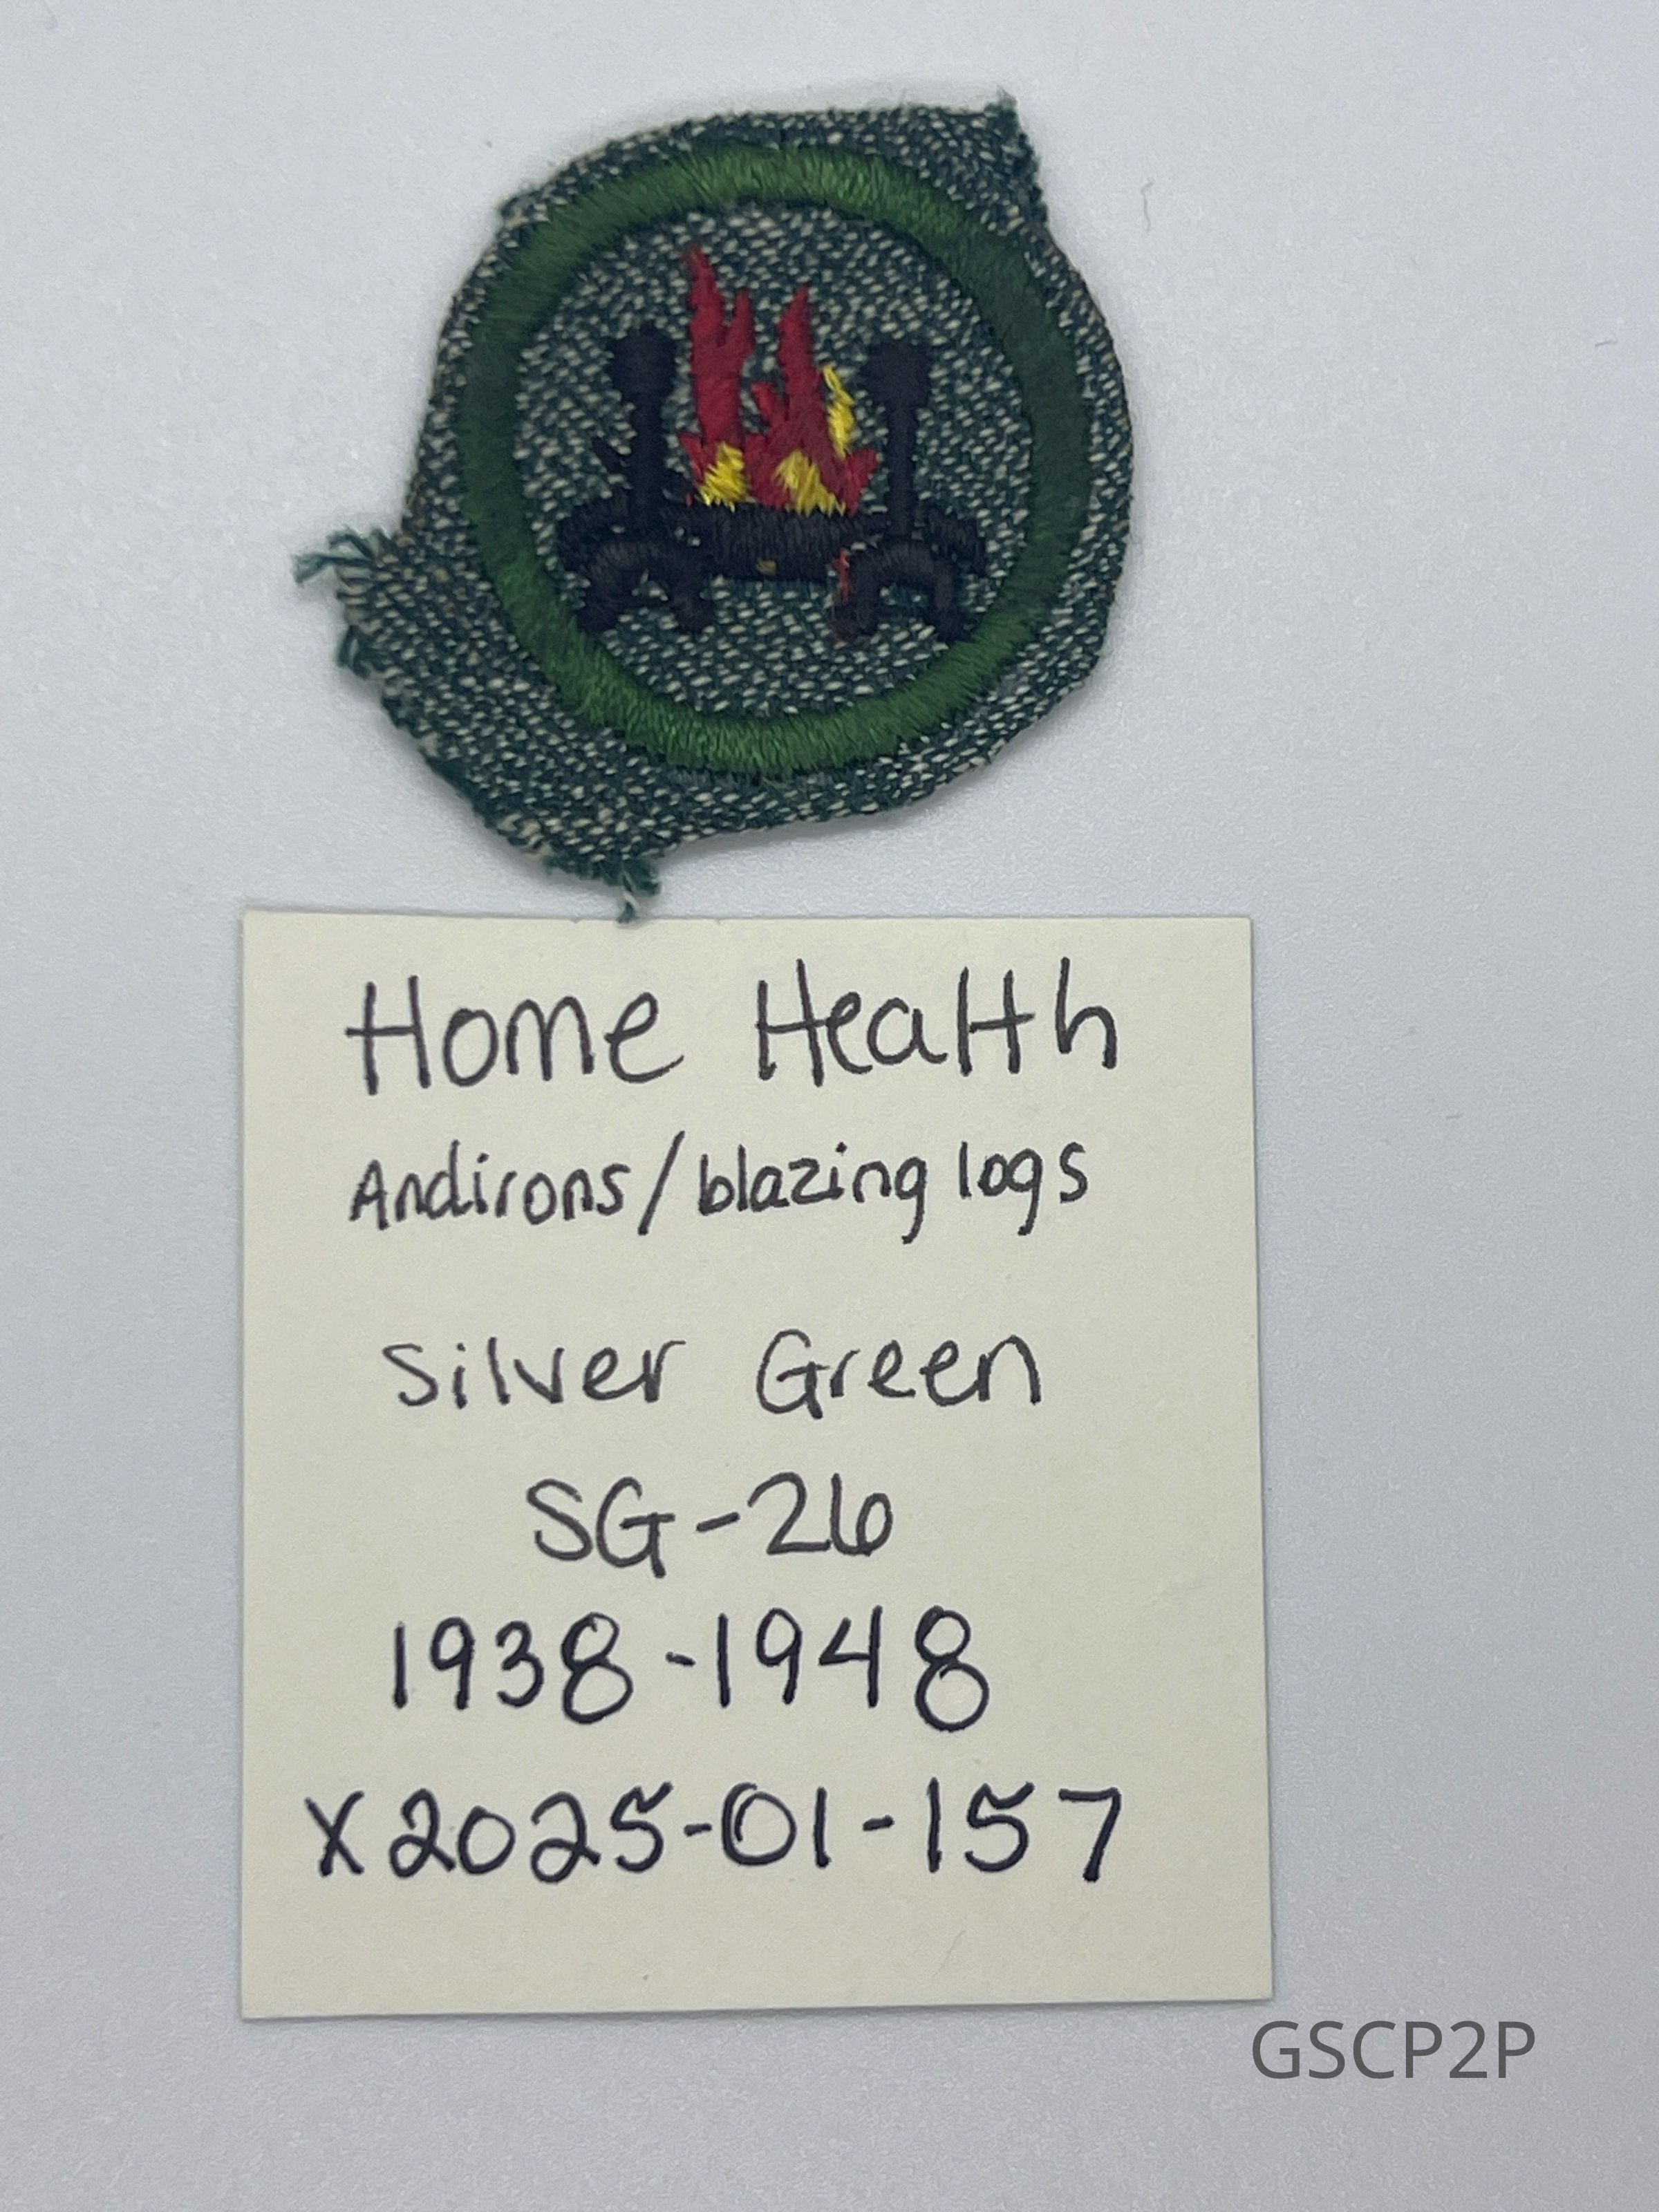 Home Health
Andirons/blazing logs
Silver Green
SG-26
1938-1948
X2025-01-157
GSCP2P